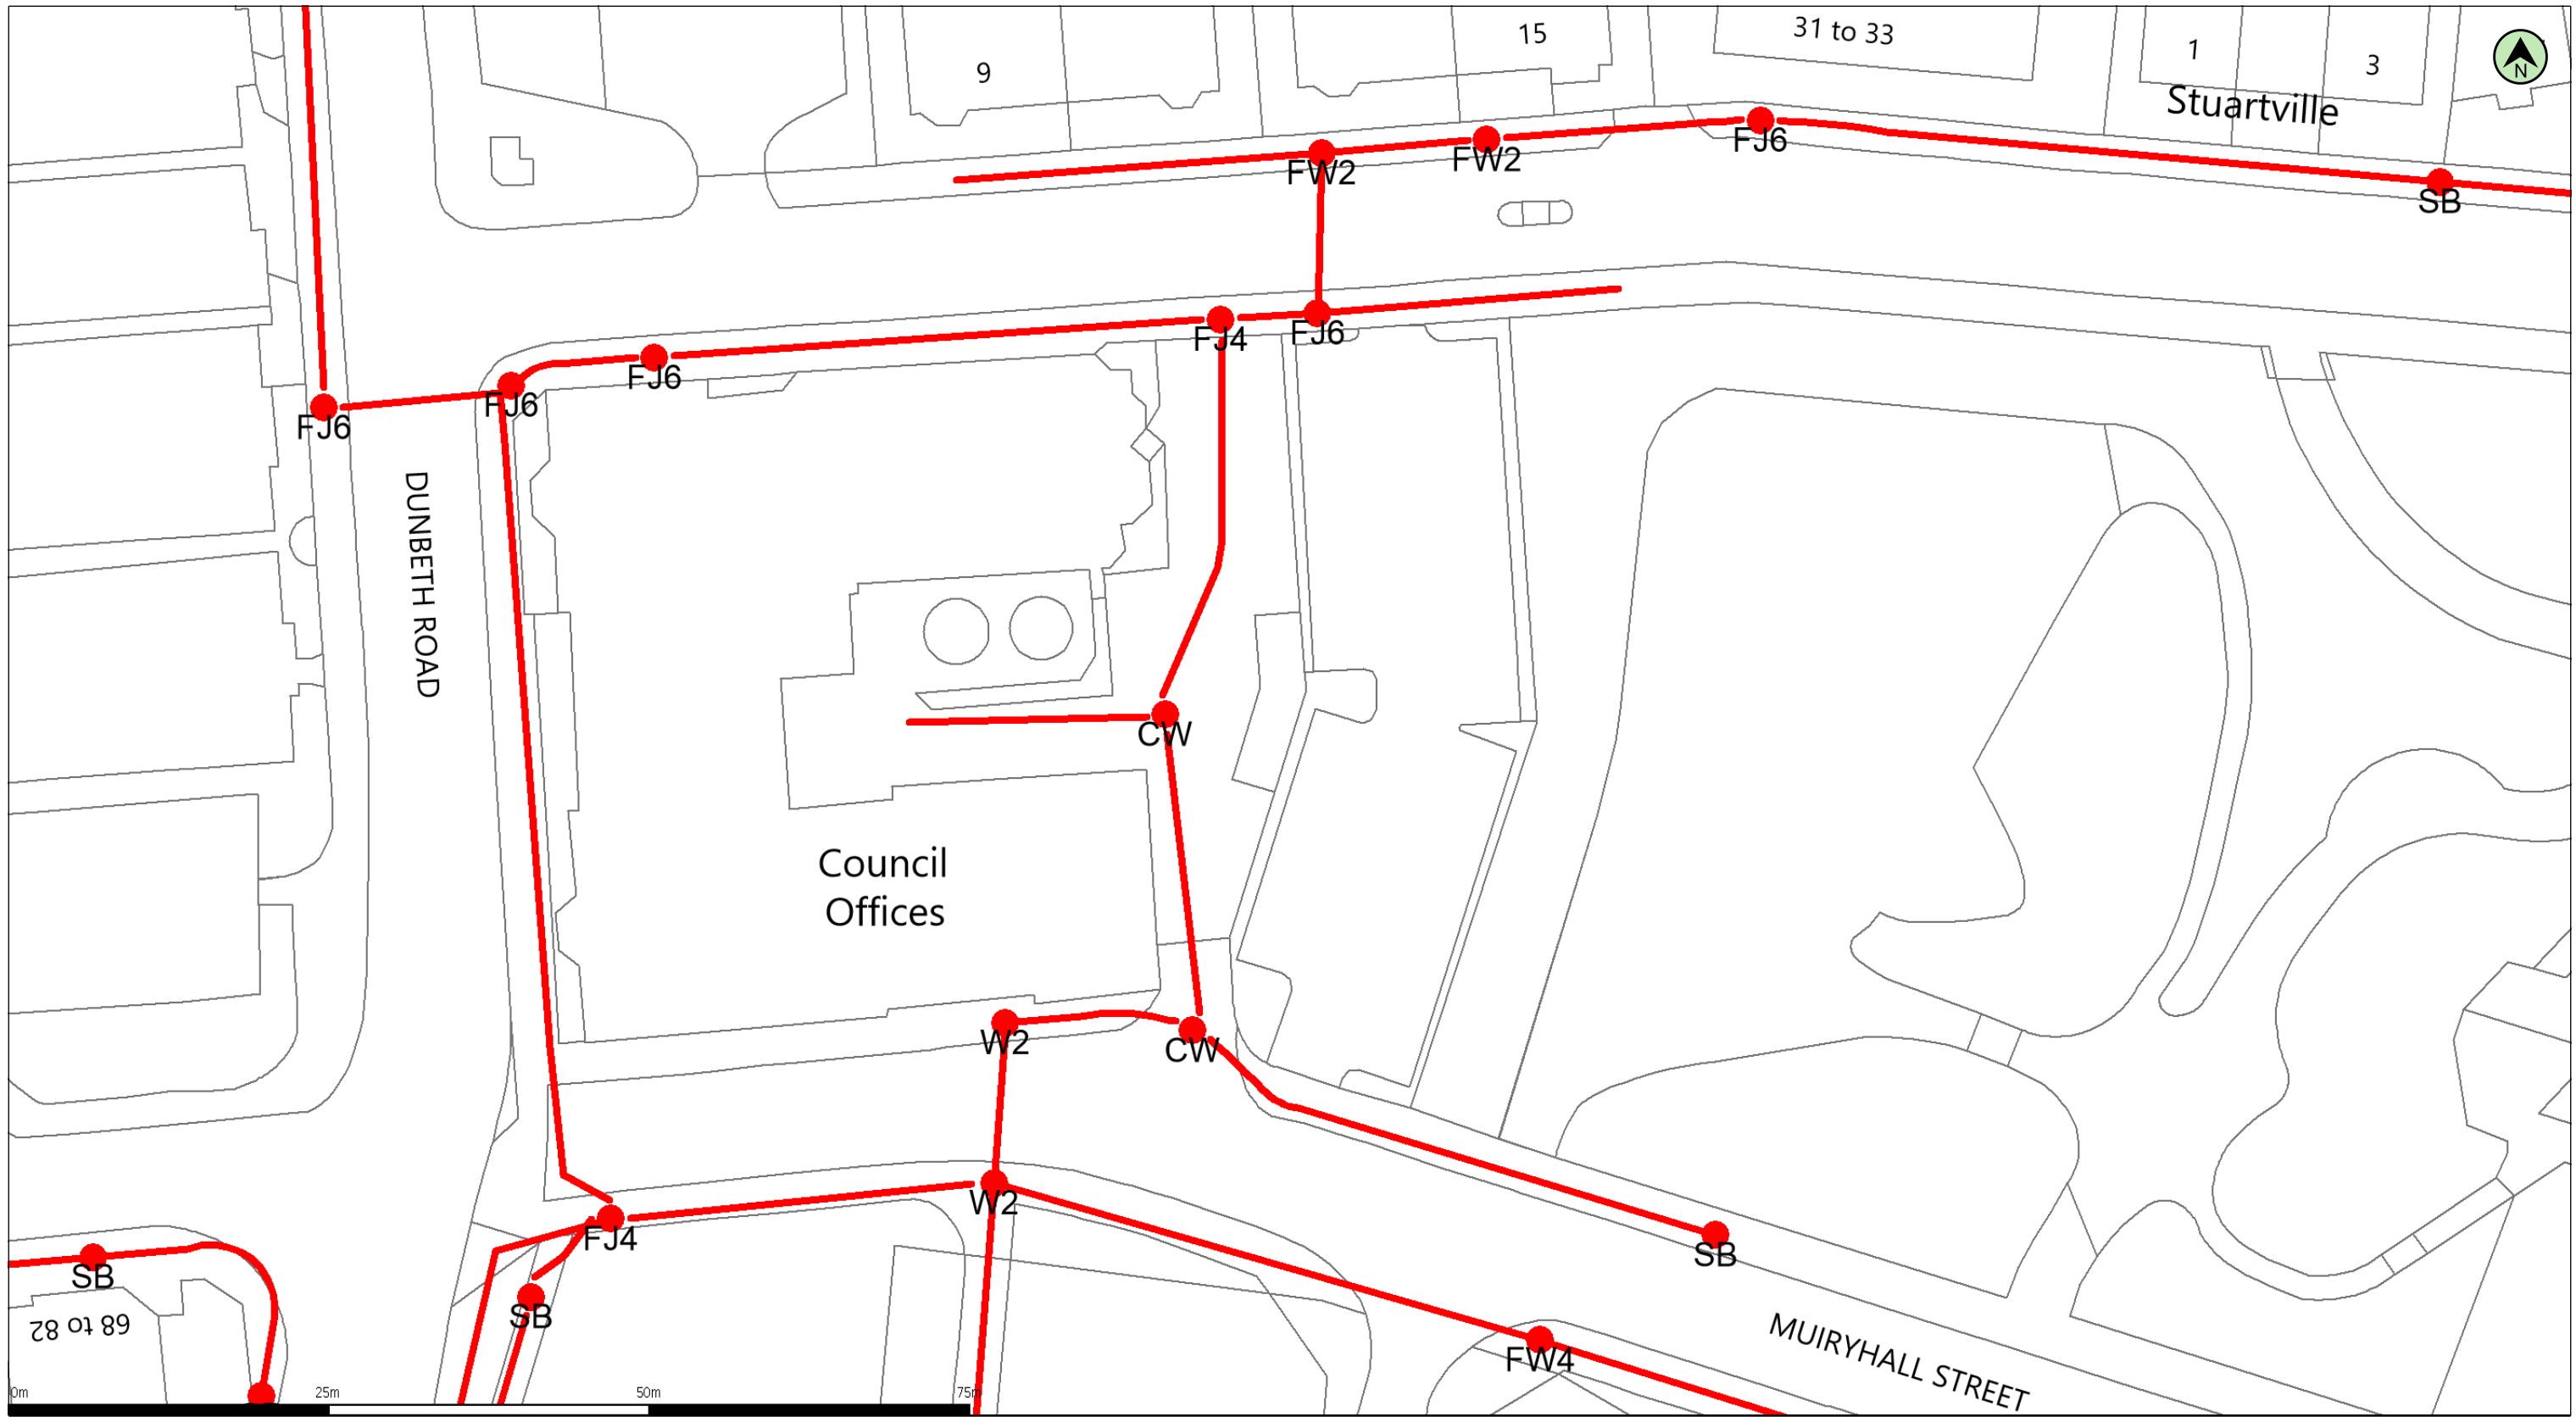 15
31 to 33
9
1
3
N
Stuartville
FW2
FW2
FJ6
SB
FJ4
FJ6
FJ6
FJ6
FJ6
DUNBETH ROAD
CW
Council
Offices
W2
CW
W2
FJ4
SB
SB
SB
68 to 82
FW4
MUIRYHALL STREET
0m
25m
50m
75m